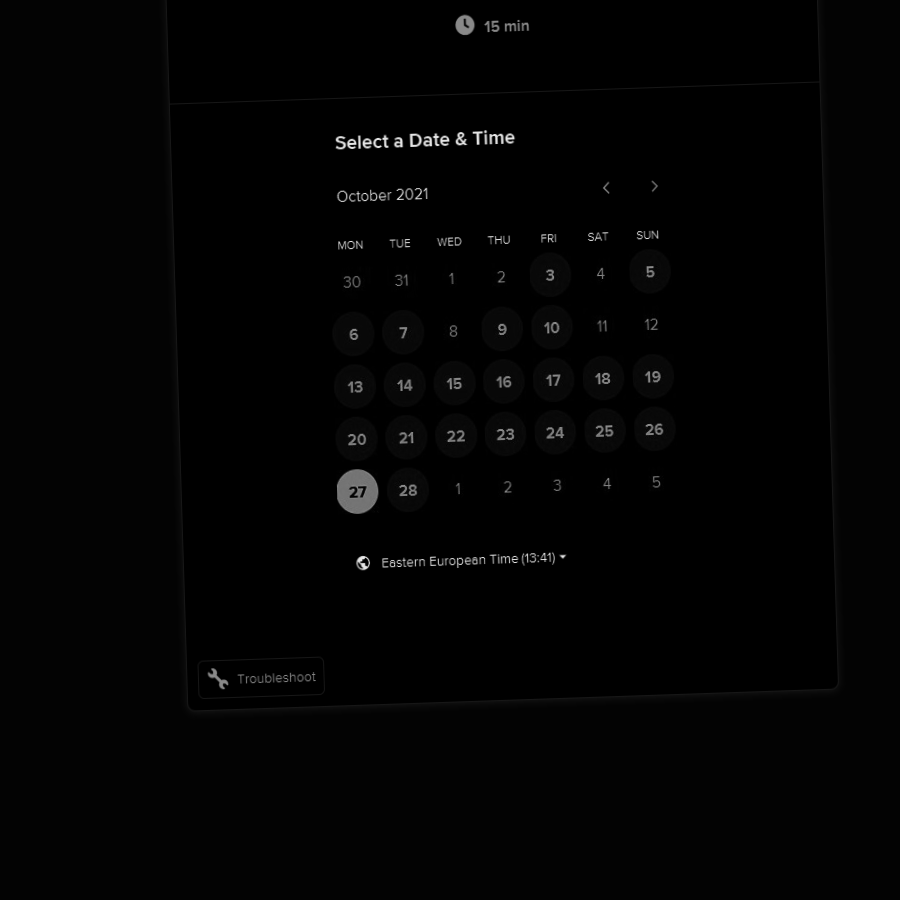 15 min
Select a Date & Time
October 2021
MON TUE WED THU FRI SAT SUN
30 31 1 2 3 4 5
6 7 8 9 10 11 12
13 14 15 16 17 18 19
20 21 22 23 24 25 26
27 28 1 2 3 4 5
Eastern European Time (13:41)
Troubleshoot